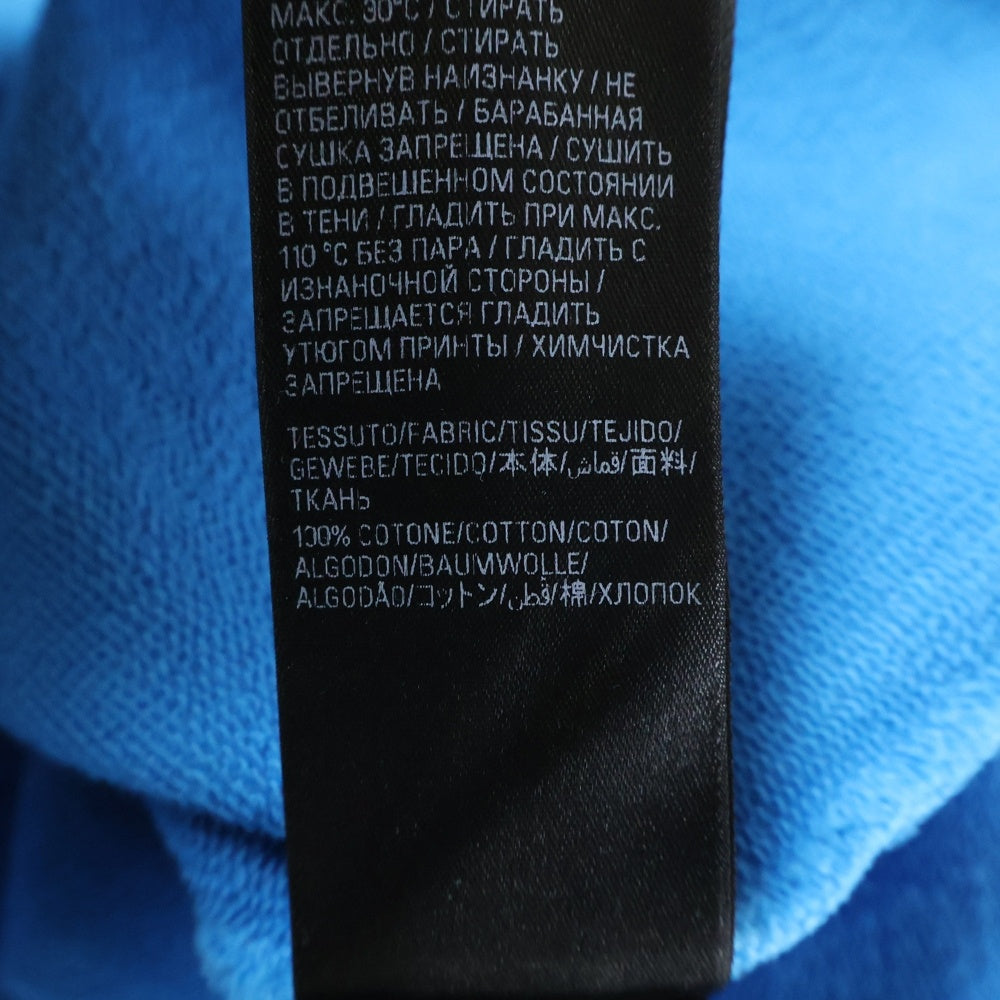 МАКС. 30°C / СТИРАТЬ
ОТДЕЛЬНО / СТИРАТЬ
ВЫВЕРНУВ НАИЗНАНКУ / НЕ
ОТБЕЛИВАТЬ / БАРАБАННАЯ
СУШКА ЗАПРЕЩЕНА / СУШИТЬ
В ПОДВЕШЕННОМ СОСТОЯНИИ
В ТЕНИ / ГЛАДИТЬ ПРИ МАКС.
110 °C БЕЗ ПАРА / ГЛАДИТЬ С
ИЗНАНОЧНОЙ СТОРОНЫ /
ЗАПРЕЩАЕТСЯ ГЛАДИТЬ
УТЮГОМ ПРИНТЫ / ХИМЧИСТКА
ЗАПРЕЩЕНА
TESSUTO/FABRIC/TISSU/TEJIDO/
GEWEBE/TECIDO/本体/قماش/面料/
ТКАНЬ
100% COTONE/COTTON/COTON/
ALGODON/BAUMWOLLE/
ALGODÃO/コットン/قطن/棉/ХЛОПОК